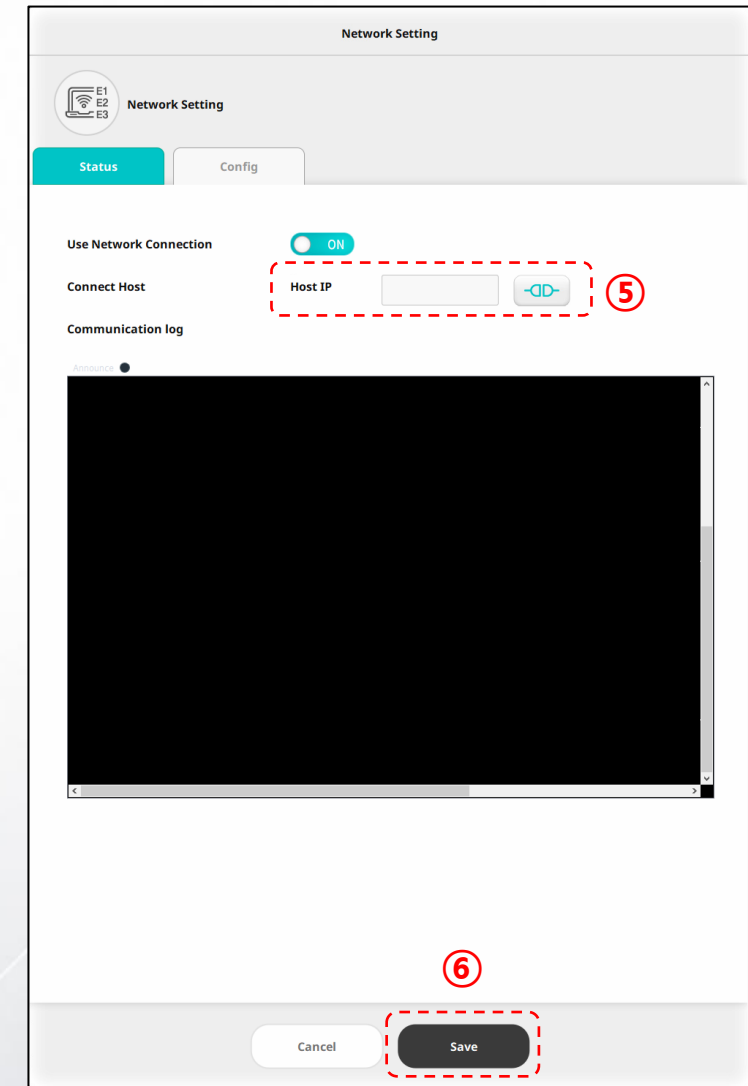 Network Setting
E1
E2
E3
Network Setting
Status Config
Use Network Connection ON
Connect Host Host IP ⑤
Communication log
Announce
⑥
Cancel Save